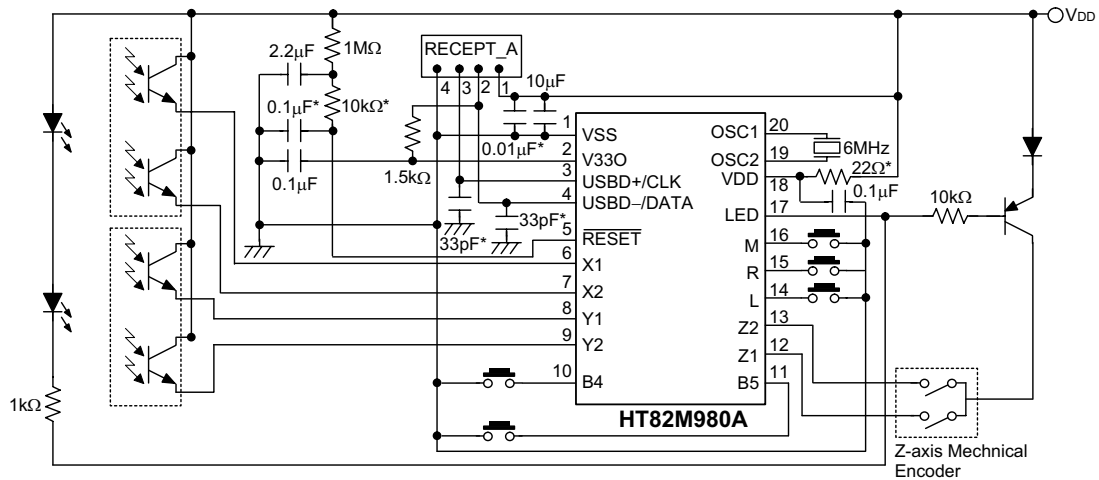 VDD
2.2μF
1MΩ
RECEPT_A
4 3 2 1
10μF
0.1μF*
10kΩ*
0.01μF*
0.1μF
1.5kΩ
33pF*
33pF*
1 VSS
2 V33O
3 USBD+/CLK
4 USBD−/DATA
5 RESET
6 X1
7 X2
8 Y1
9 Y2
10 B4
OSC1 20
OSC2 19
VDD 18
LED 17
M 16
R 15
L 14
Z2 13
Z1 12
B5 11
6MHz
22Ω*
0.1μF
10kΩ
1kΩ
HT82M980A
Z-axis Mechnical
Encoder